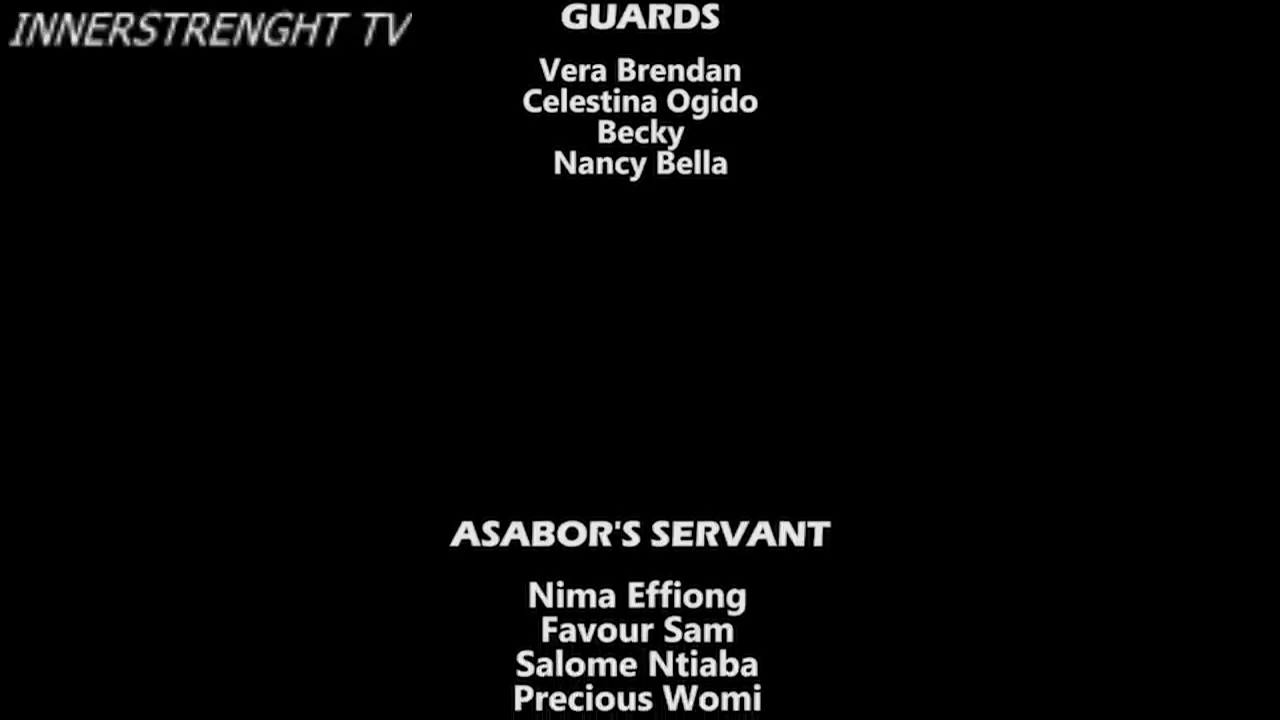 INNERSTRENGHT TV
GUARDS
Vera Brendan
Celestina Ogido
Becky
Nancy Bella
ASABOR'S SERVANT
Nima Effiong
Favour Sam
Salome Ntiaba
Precious Womi